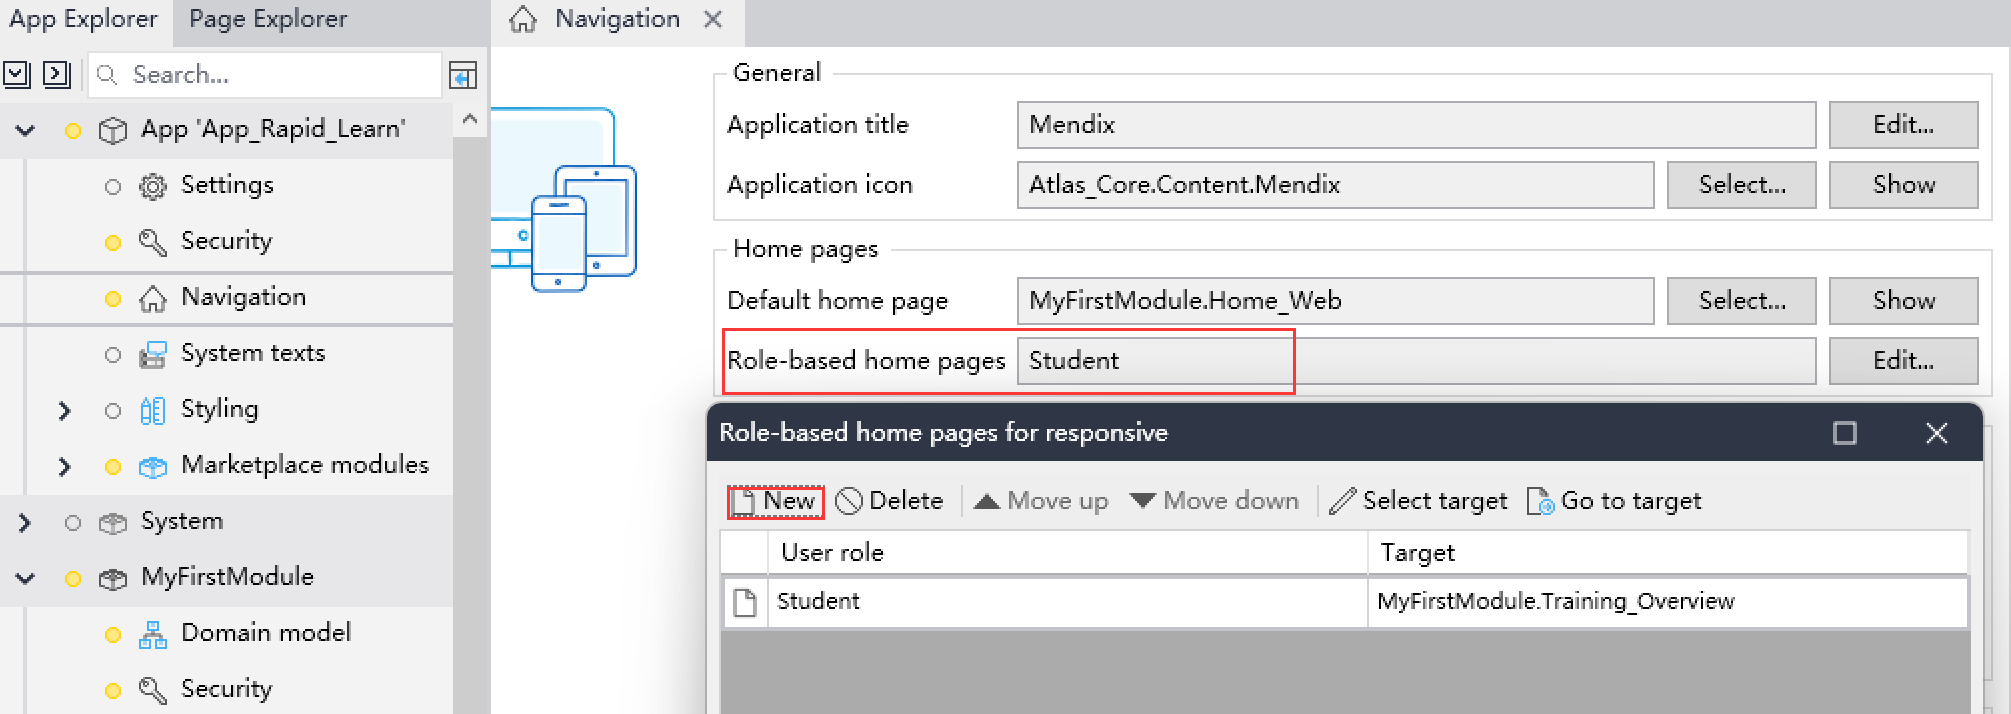 App Explorer
Page Explorer
Search...
App 'App_Rapid_Learn'
Settings
Security
Navigation
System texts
Styling
Marketplace modules
System
MyFirstModule
Domain model
Security
Navigation
General
Application title Mendix Edit...
Application icon Atlas_Core.Content.Mendix Select... Show
Home pages
Default home page MyFirstModule.Home_Web Select... Show
Role-based home pages Student Edit...
Role-based home pages for responsive
New Delete Move up Move down Select target Go to target
User role Target
Student MyFirstModule.Training_Overview